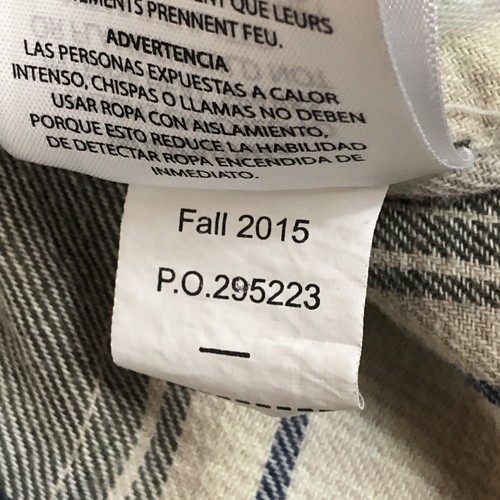 ENT QUE LEURS
EMENTS PRENNENT FEU.
ADVERTENCIA
LAS PERSONAS EXPUESTAS A CALOR
INTENSO, CHISPAS O LLAMAS NO DEBEN
USAR ROPA CON AISLAMIENTO,
PORQUE ESTO REDUCE LA HABILIDAD
DE DETECTAR ROPA ENCENDIDA DE
INMEDIATO.
Fall 2015
P.O.295223